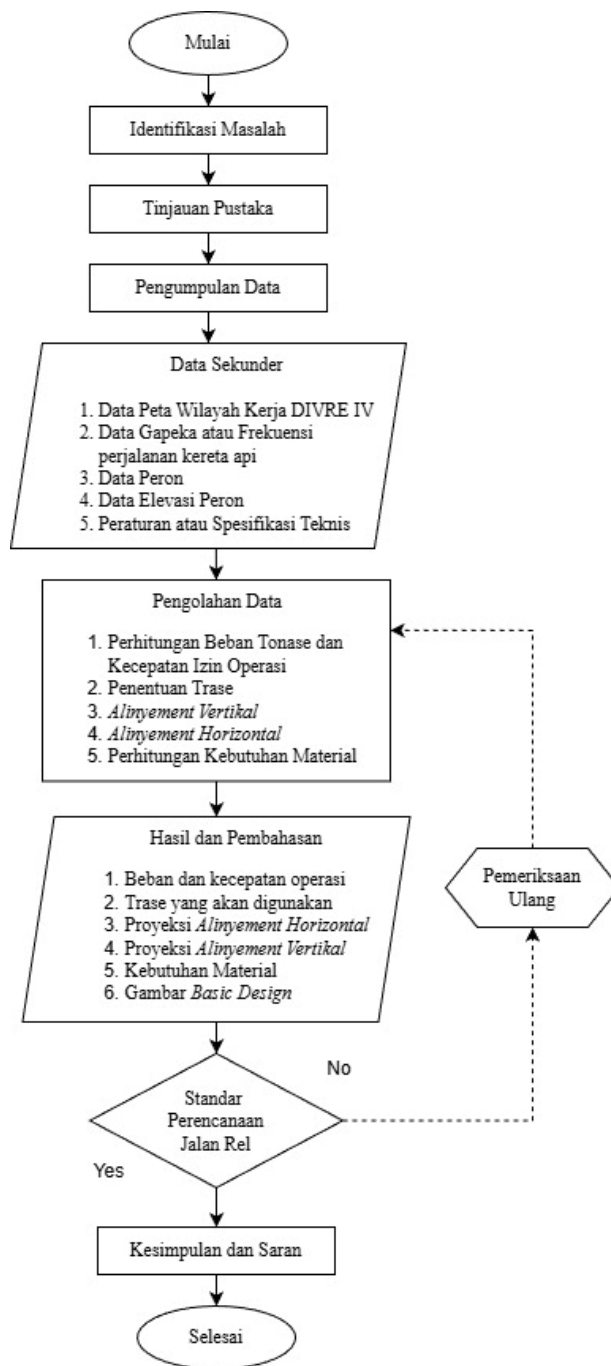 Mulai
Identifikasi Masalah
Tinjauan Pustaka
Pengumpulan Data
Data Sekunder
1. Data Peta Wilayah Kerja DIVRE IV
2. Data Gapeka atau Frekuensi
perjalanan kereta api
3. Data Peron
4. Data Elevasi Peron
5. Peraturan atau Spesifikasi Teknis
Pengolahan Data
1. Perhitungan Beban Tonase dan
Kecepatan Izin Operasi
2. Penentuan Trase
3. Alinyement Vertikal
4. Alinyement Horizontal
5. Perhitungan Kebutuhan Material
Hasil dan Pembahasan
1. Beban dan kecepatan operasi
2. Trase yang akan digunakan
3. Proyeksi Alinyement Horizontal
4. Proyeksi Alinyement Vertikal
5. Kebutuhan Material
6. Gambar Basic Design
Pemeriksaan
Ulang
No
Standar
Perencanaan
Jalan Rel
Yes
Kesimpulan dan Saran
Selesai